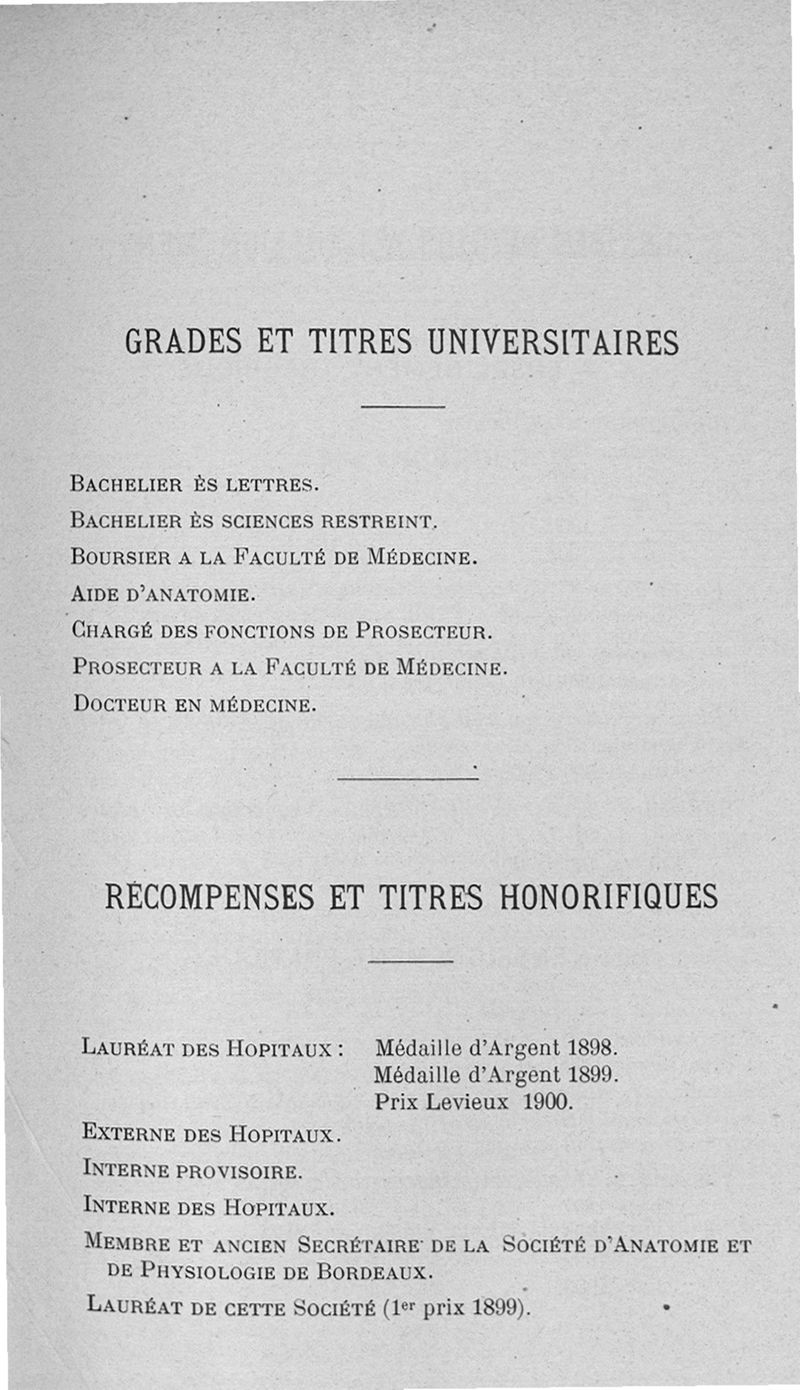 GRADES ET TITRES UNIVERSITAIRES
BACHELIER ÈS LETTRES.
BACHELIER ÈS SCIENCES RESTREINT.
BOURSIER A LA FACULTÉ DE MÉDECINE.
AIDE D'ANATOMIE.
CHARGÉ DES FONCTIONS DE PROSECTEUR.
PROSECTEUR A LA FACULTÉ DE MÉDECINE.
DOCTEUR EN MÉDECINE.
RÉCOMPENSES ET TITRES HONORIFIQUES
LAURÉAT DES HOPITAUX : Médaille d'Argent 1898.
Médaille d'Argent 1899.
Prix Levieux 1900.
EXTERNE DES HOPITAUX.
INTERNE PROVISOIRE.
INTERNE DES HOPITAUX.
MEMBRE ET ANCIEN SECRÉTAIRE DE LA SOCIÉTÉ D'ANATOMIE ET
DE PHYSIOLOGIE DE BORDEAUX.
LAURÉAT DE CETTE SOCIÉTÉ (1er prix 1899).